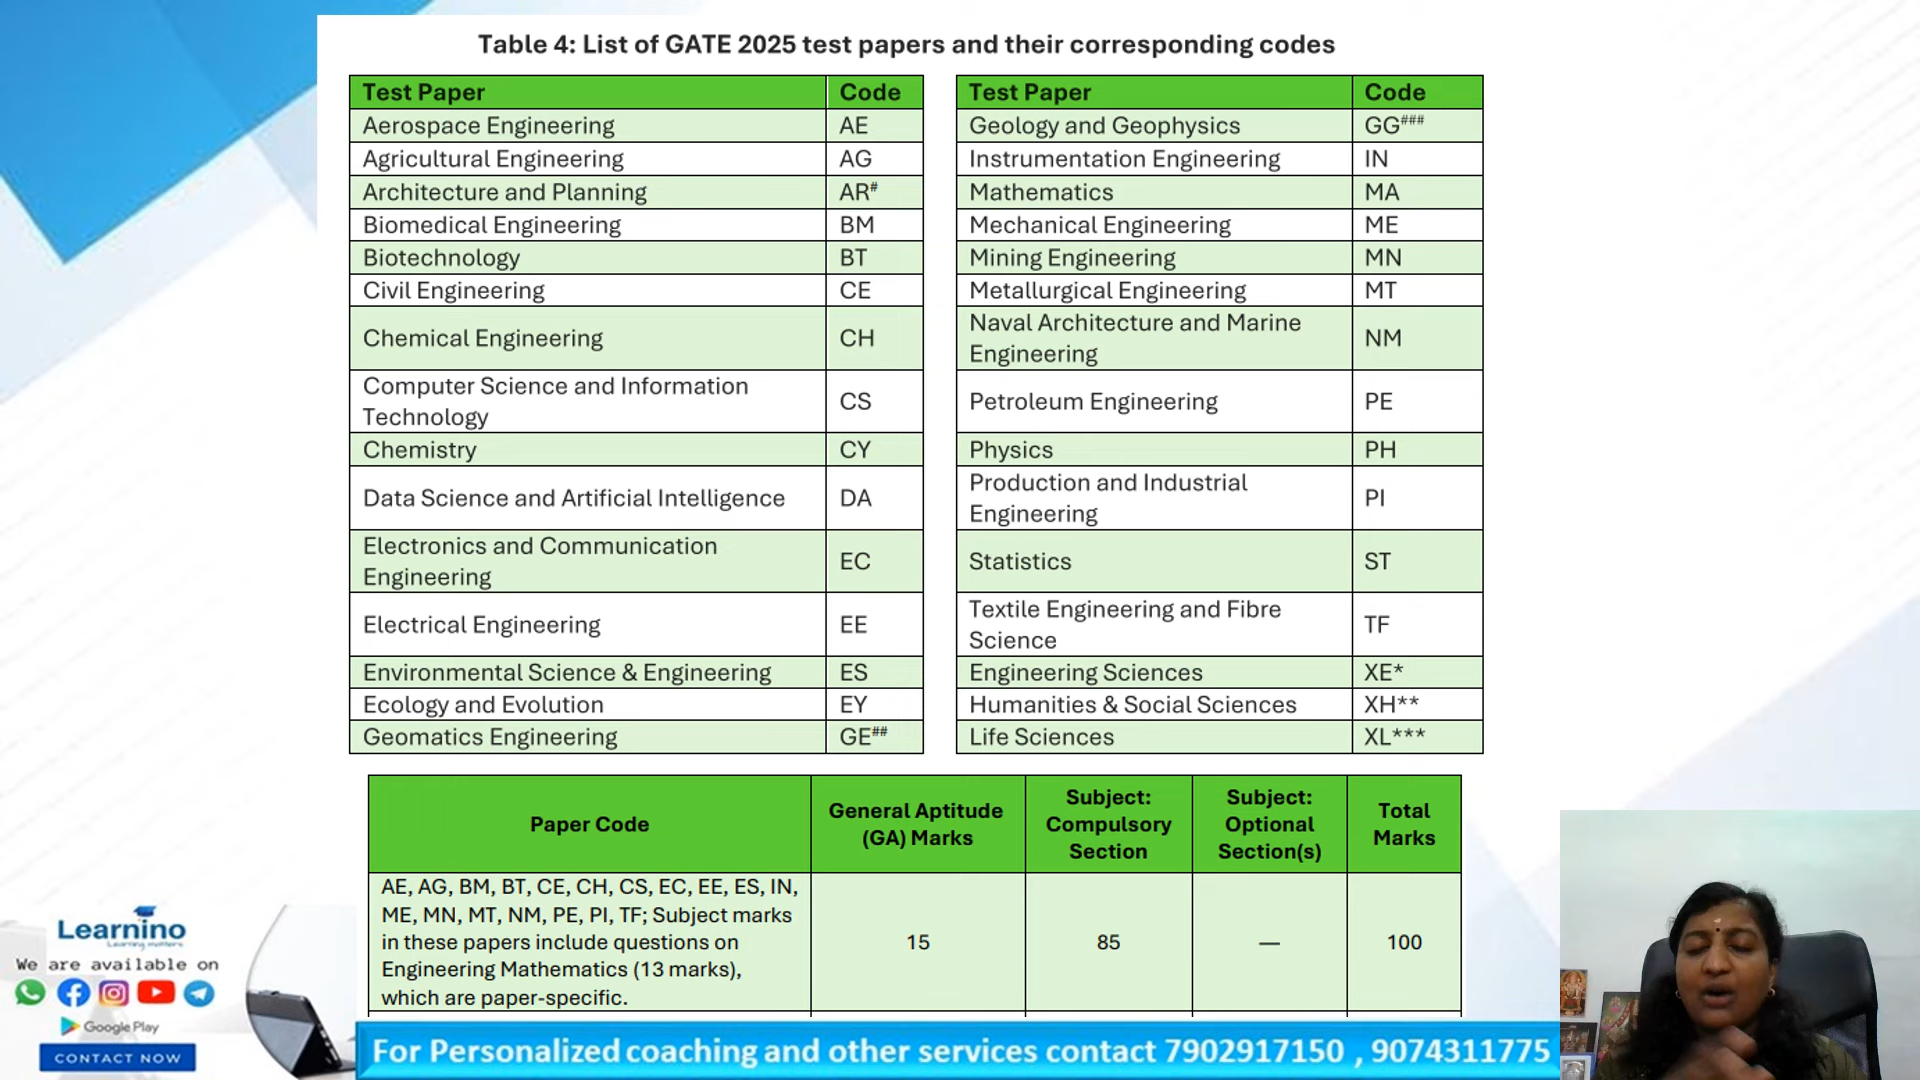 Table 4: List of GATE 2025 test papers and their corresponding codes
Test Paper Code
Aerospace Engineering AE
Agricultural Engineering AG
Architecture and Planning AR#
Biomedical Engineering BM
Biotechnology BT
Civil Engineering CE
Chemical Engineering CH
Computer Science and Information
Technology CS
Chemistry CY
Data Science and Artificial Intelligence DA
Electronics and Communication
Engineering EC
Electrical Engineering EE
Environmental Science & Engineering ES
Ecology and Evolution EY
Geomatics Engineering GE##
Test Paper Code
Geology and Geophysics GG###
Instrumentation Engineering IN
Mathematics MA
Mechanical Engineering ME
Mining Engineering MN
Metallurgical Engineering MT
Naval Architecture and Marine
Engineering NM
Petroleum Engineering PE
Physics PH
Production and Industrial
Engineering PI
Statistics ST
Textile Engineering and Fibre
Science TF
Engineering Sciences XE*
Humanities & Social Sciences XH**
Life Sciences XL***
Paper Code
General Aptitude
(GA) Marks
Subject:
Compulsory
Section
Subject:
Optional
Section(s)
Total
Marks
AE, AG, BM, BT, CE, CH, CS, EC, EE, ES, IN,
ME, MN, MT, NM, PE, PI, TF; Subject marks
in these papers include questions on
Engineering Mathematics (13 marks),
which are paper-specific.
15 85 — 100
Learnino
Learning matters
We are available on
Google Play
CONTACT NOW
For Personalized coaching and other services contact 7902917150 , 9074311775